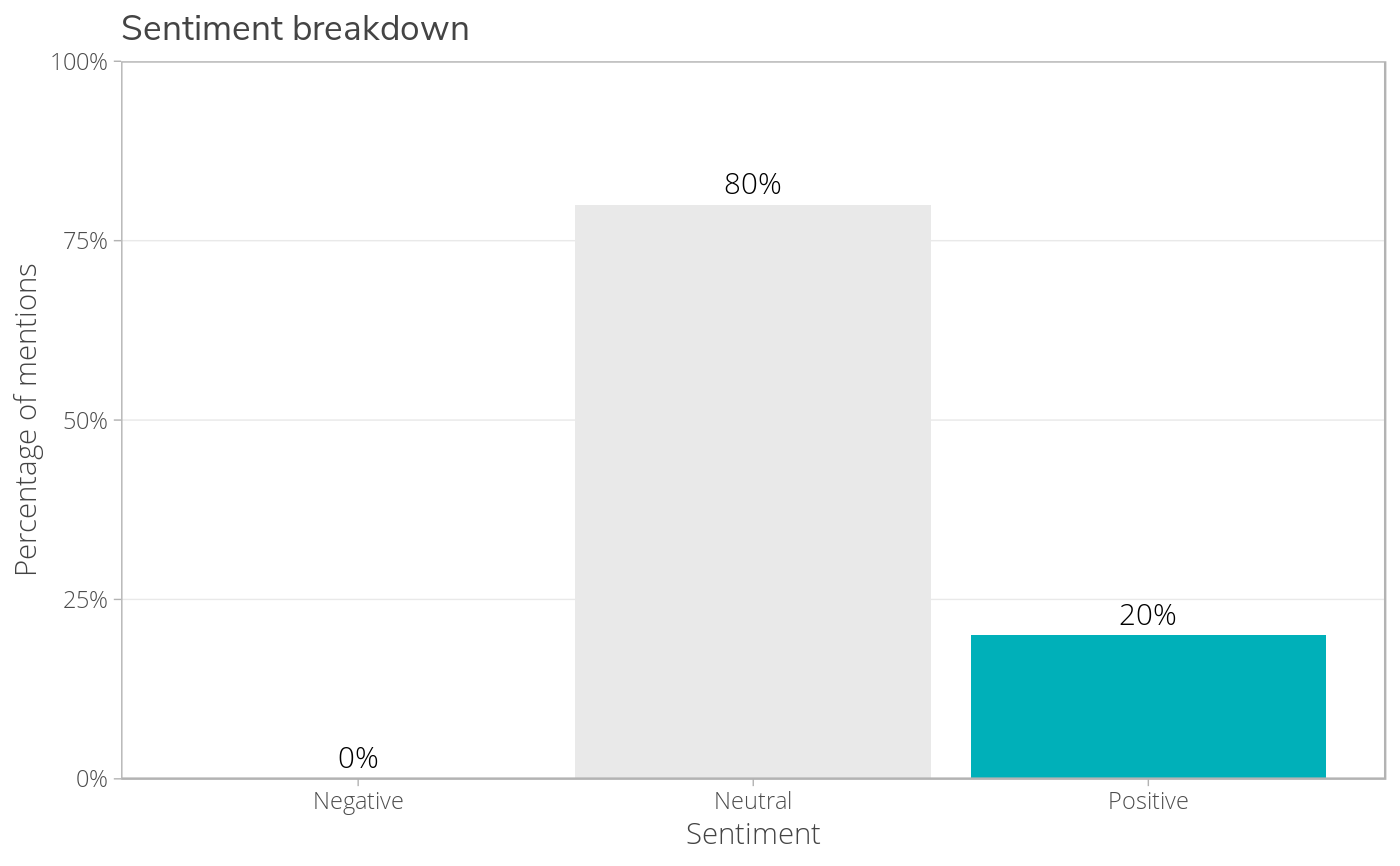 Sentiment breakdown
100%
75%
50%
25%
0%
Percentage of mentions
0%
80%
20%
Negative
Neutral
Positive
Sentiment